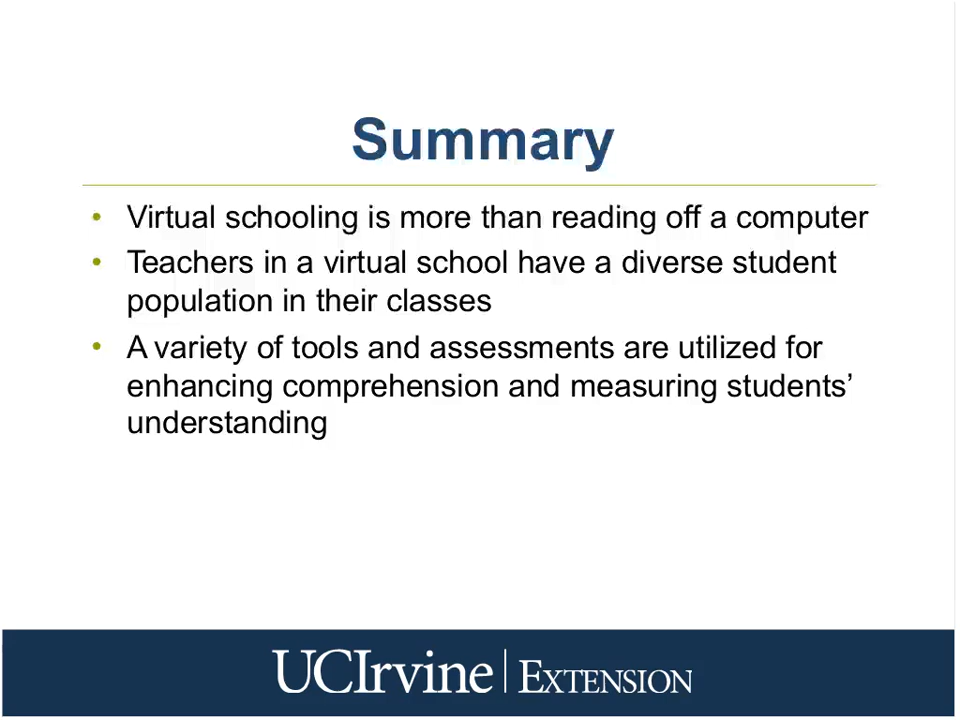 Summary
• Virtual schooling is more than reading off a computer
• Teachers in a virtual school have a diverse student
population in their classes
• A variety of tools and assessments are utilized for
enhancing comprehension and measuring students’
understanding
UCIrvine | EXTENSION